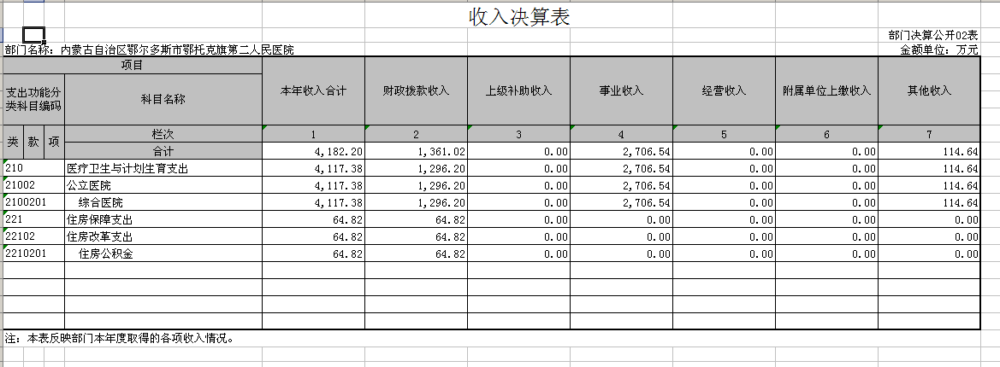 收入决算表
部门决算公开02表
部门名称：内蒙古自治区鄂尔多斯市鄂托克旗第二人民医院 金额单位：万元
项目 本年收入合计 财政拨款收入 上级补助收入 事业收入 经营收入 附属单位上缴收入 其他收入
支出功能分类科目编码 科目名称
类 款 项 栏次 1 2 3 4 5 6 7
合计 4,182.20 1,361.02 0.00 2,706.54 0.00 0.00 114.64
210 医疗卫生与计划生育支出 4,117.38 1,296.20 0.00 2,706.54 0.00 0.00 114.64
21002 公立医院 4,117.38 1,296.20 0.00 2,706.54 0.00 0.00 114.64
2100201 综合医院 4,117.38 1,296.20 0.00 2,706.54 0.00 0.00 114.64
221 住房保障支出 64.82 64.82 0.00 0.00 0.00 0.00 0.00
22102 住房改革支出 64.82 64.82 0.00 0.00 0.00 0.00 0.00
2210201 住房公积金 64.82 64.82 0.00 0.00 0.00 0.00 0.00
注：本表反映部门本年度取得的各项收入情况。